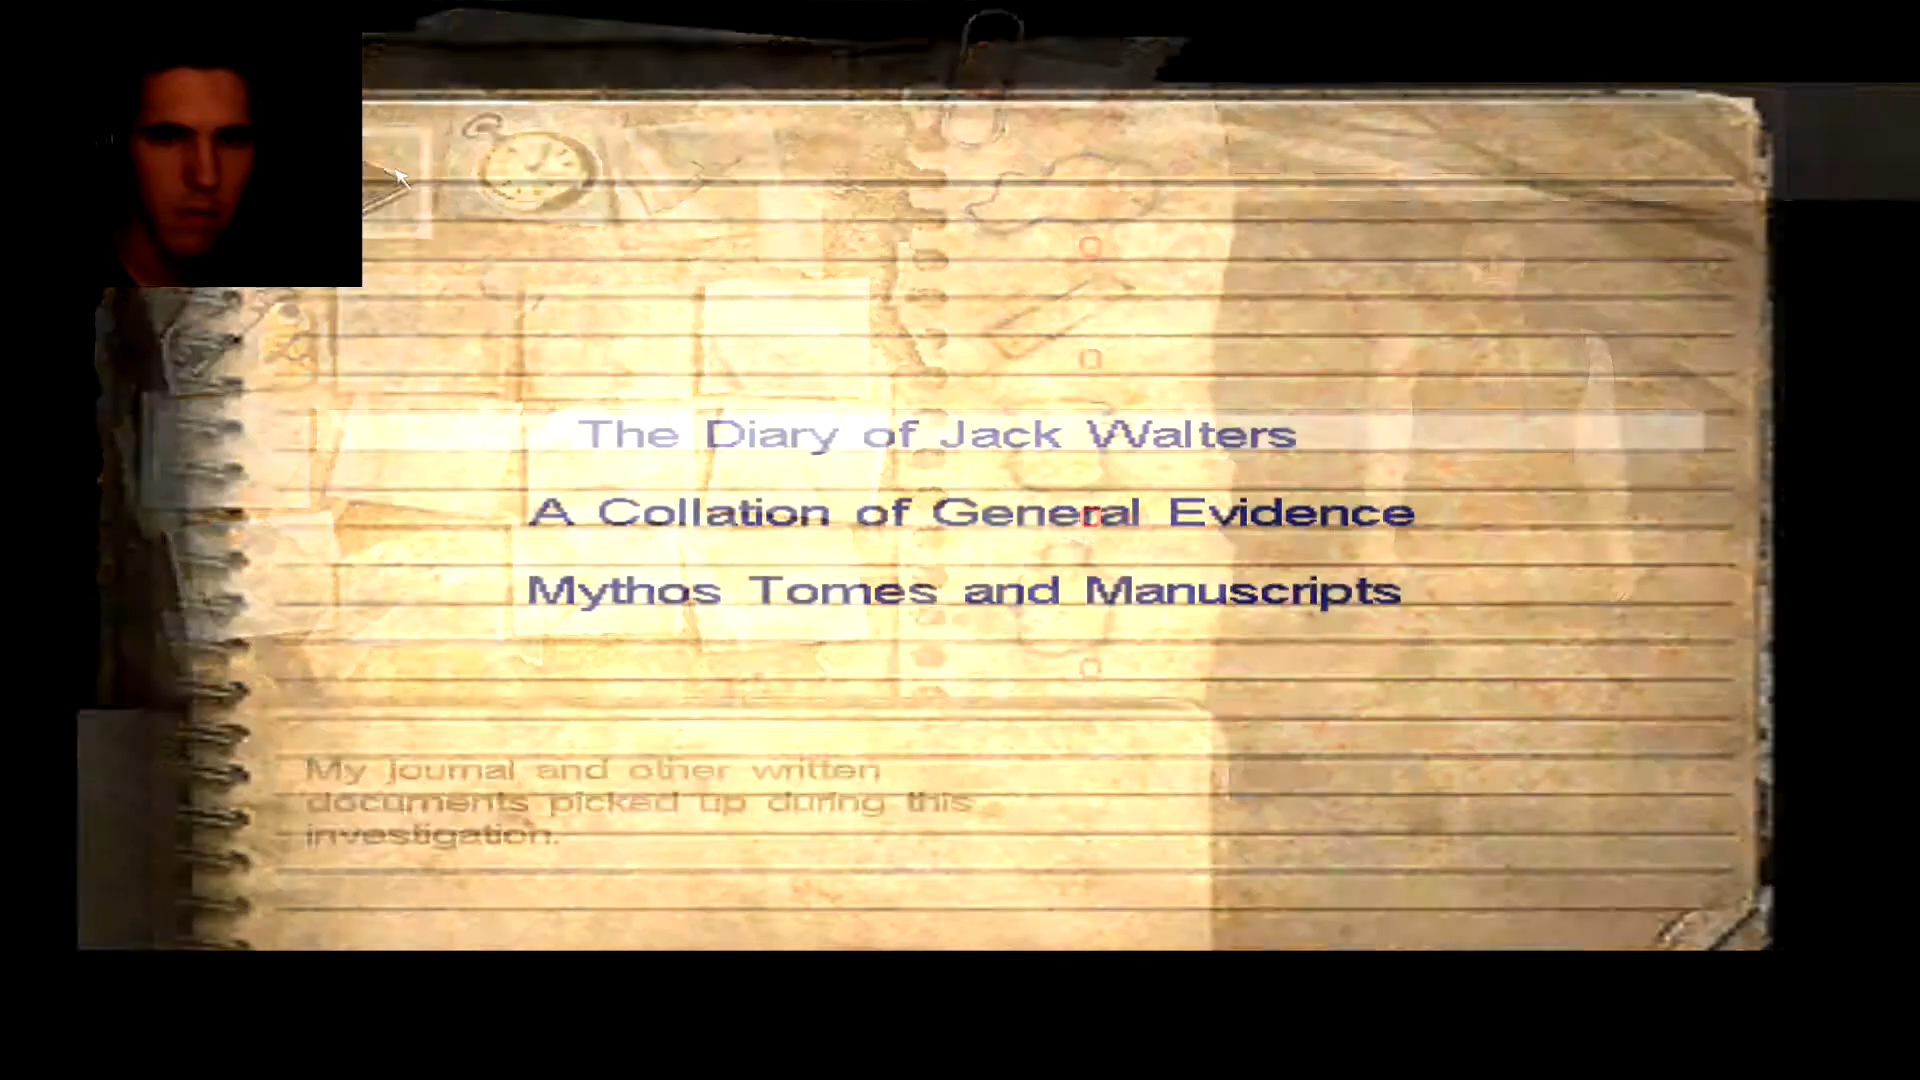 The Diary of Jack Walters
A Collation of General Evidence
Mythos Tomes and Manuscripts
My journal and other written
documents picked up during this
investigation.